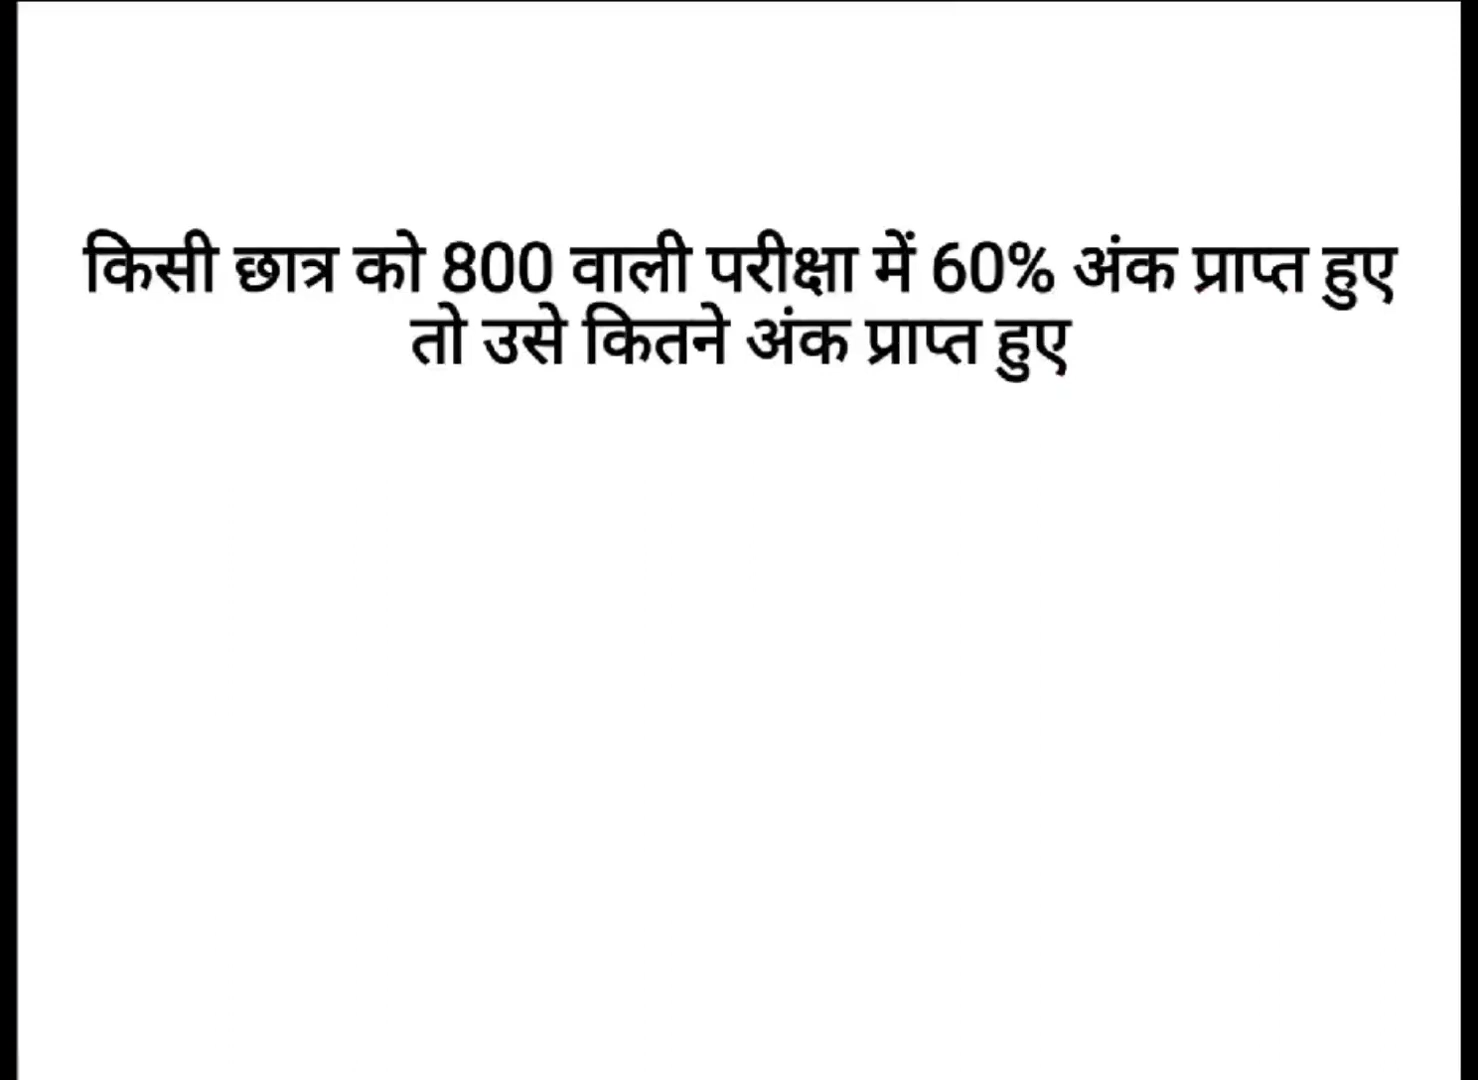 किसी छात्र को 800 वाली परीक्षा में 60% अंक प्राप्त हुए
तो उसे कितने अंक प्राप्त हुए